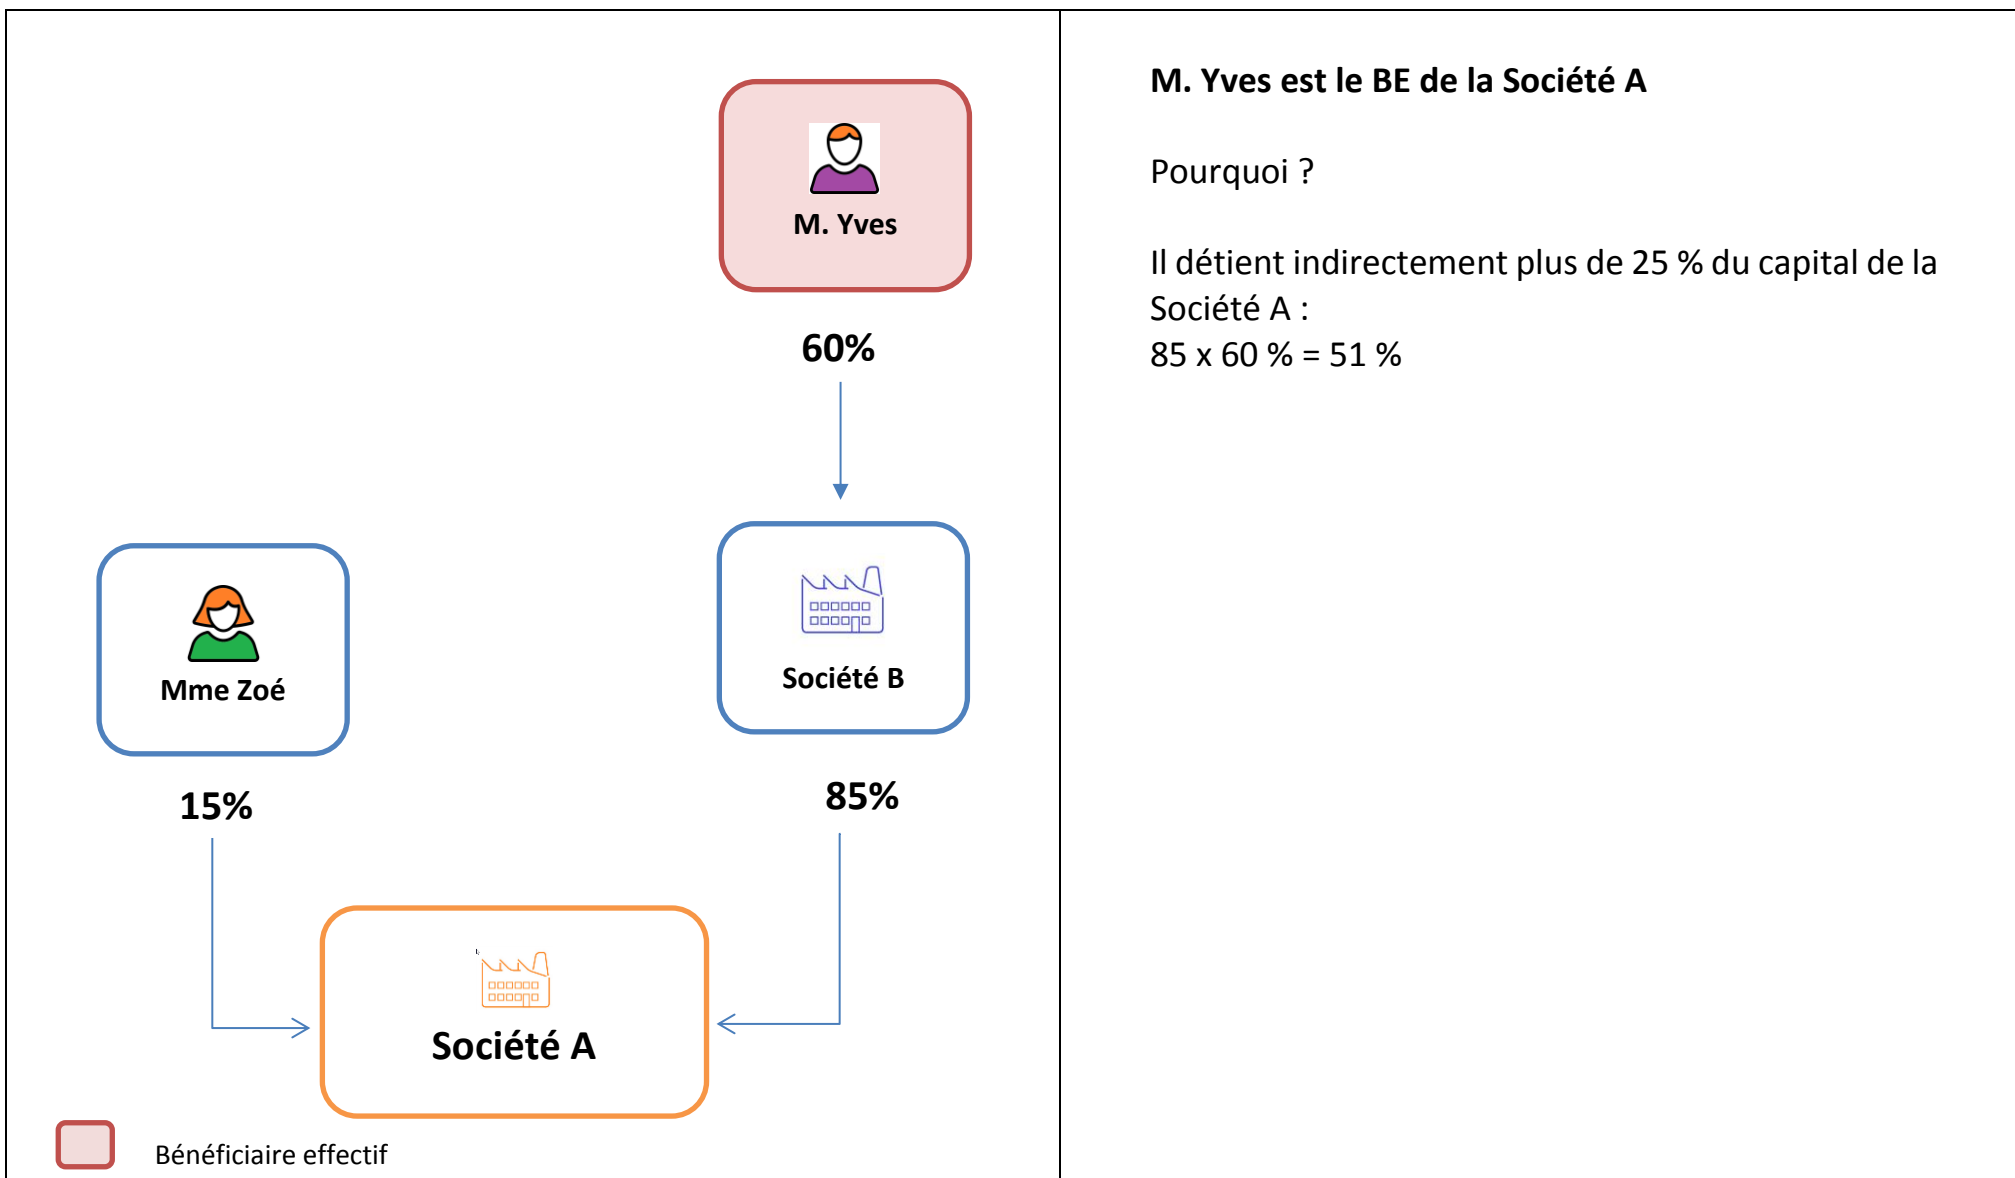 M. Yves
60%
Mme Zoé
Société B
15%
85%
Société A
Bénéficiaire effectif
M. Yves est le BE de la Société A
Pourquoi ?
Il détient indirectement plus de 25 % du capital de la
Société A :
85 x 60 % = 51 %